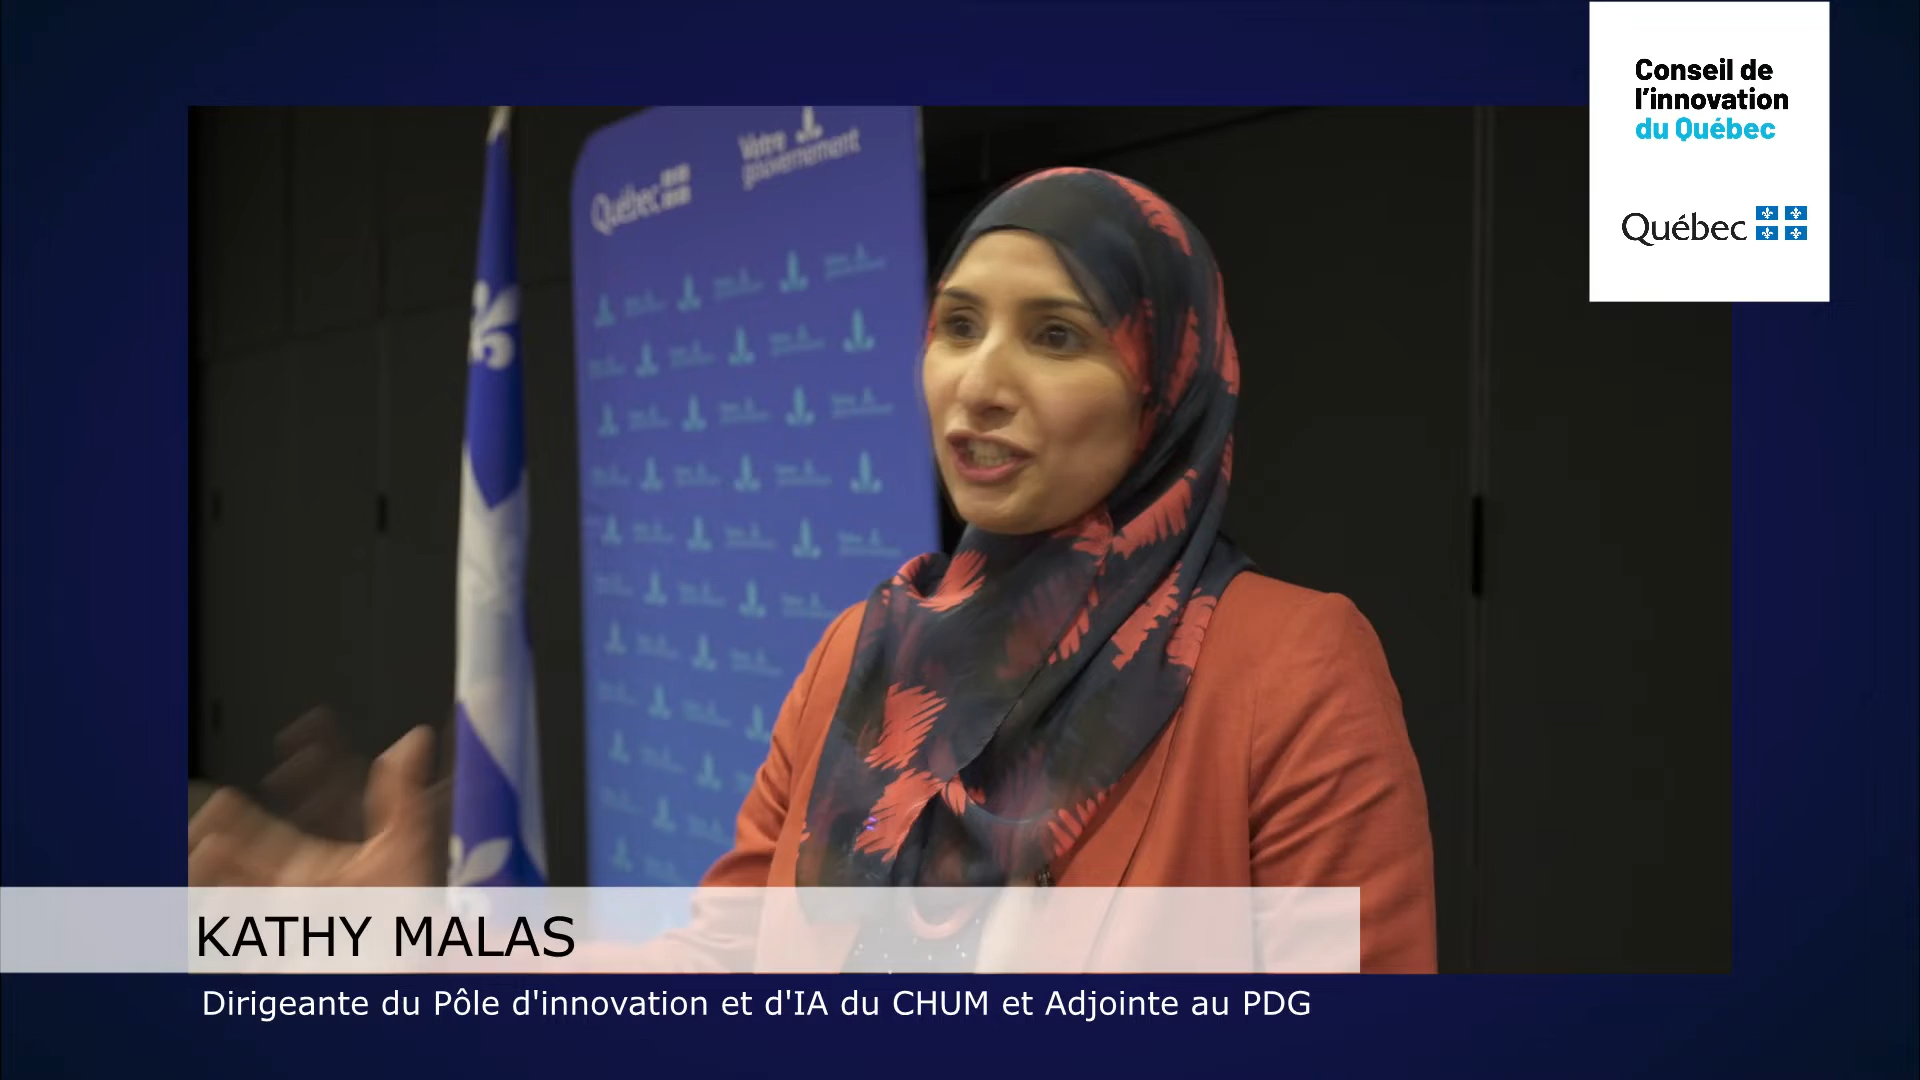 Conseil de
l'innovation
du Québec
Québec
Votre
gouvernement
Québec
KATHY MALAS
Dirigeante du Pôle d'innovation et d'IA du CHUM et Adjointe au PDG